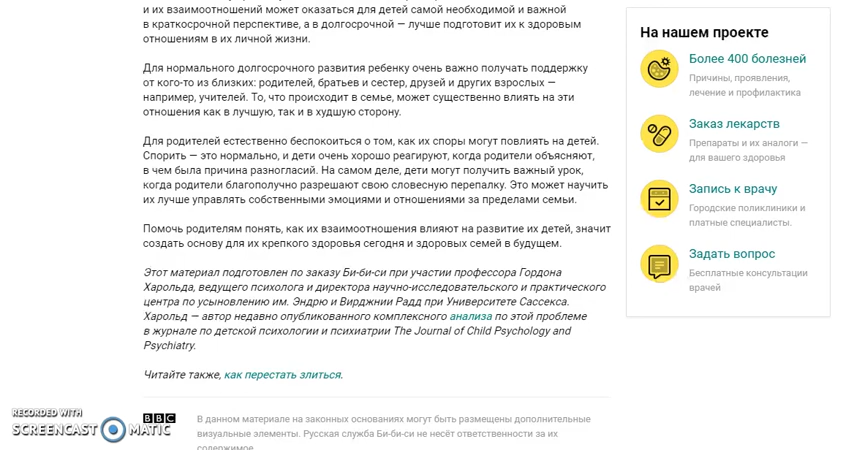 и их взаимоотношений может оказаться для детей самой необходимой и важной
в краткосрочной перспективе, а в долгосрочной — лучше подготовит их к здоровым
отношениям в их личной жизни.
Для нормального долгосрочного развития ребенку очень важно получать поддержку
от кого-то из близких: родителей, братьев и сестер, друзей и других взрослых —
например, учителей. То, что происходит в семье, может существенно влиять на эти
отношения как в лучшую, так и в худшую сторону.
Для родителей естественно беспокоиться о том, как их споры могут повлиять на детей.
Спорить — это нормально, и дети очень хорошо реагируют, когда родители объясняют,
в чем была причина разногласий. На самом деле, дети могут получить важный урок,
когда родители благополучно разрешают свою словесную перепалку. Это может научить
их лучше управлять собственными эмоциями и отношениями за пределами семьи.
Помочь родителям понять, как их взаимоотношения влияют на развитие их детей, значит
создать основу для их крепкого здоровья сегодня и здоровых семей в будущем.
Этот материал подготовлен по заказу Би-би-си при участии профессора Гордона
Харольда, ведущего психолога и директора научно-исследовательского и практического
центра по усыновлению им. Эндрю и Вирджнии Радд при Университете Сассекса.
Харольд — автор недавно опубликованного комплексного анализа по этой проблеме
в журнале по детской психологии и психиатрии The Journal of Child Psychology and
Psychiatry.
Читайте также, как перестать злиться.
BBC
В данном материале на законных основаниях могут быть размещены дополнительные
визуальные элементы. Русская служба Би-би-си не несёт ответственности за их
содержимое.
На нашем проекте
Более 400 болезней
Причины, проявления,
лечение и профилактика
Заказ лекарств
Препараты и их аналоги —
для вашего здоровья
Запись к врачу
Городские поликлиники и
платные специалисты.
Задать вопрос
Бесплатные консультации
врачей
RECORDED WITH
SCREENCAST MATIC